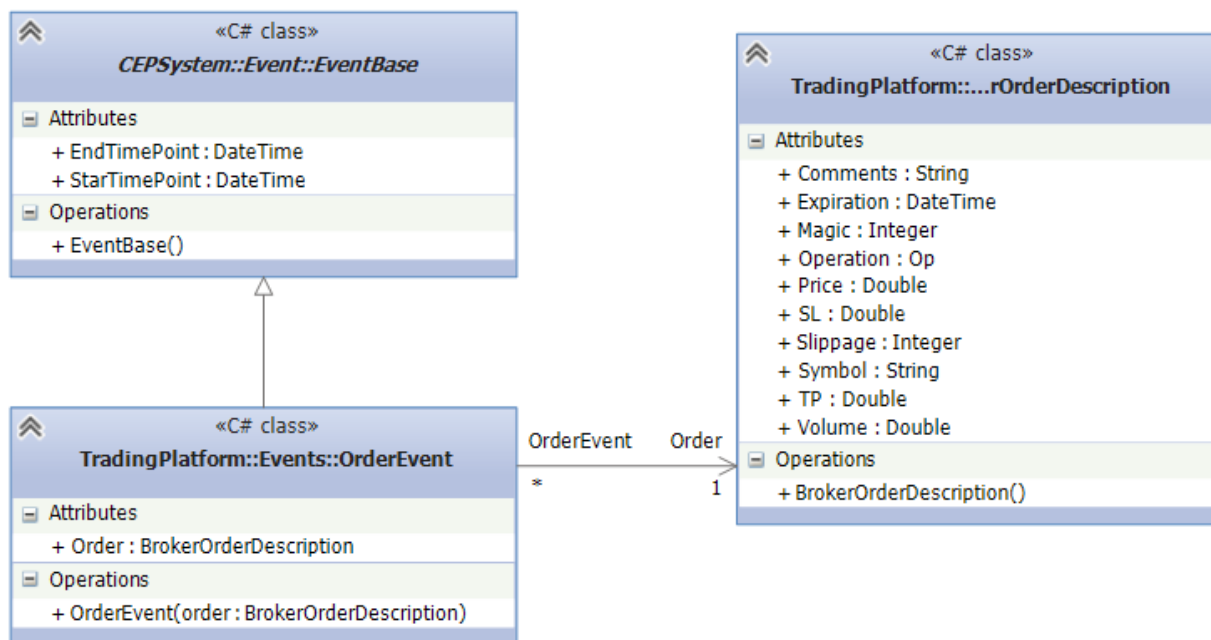 «C# class»
CEPSystem::Event::EventBase
Attributes
+ EndTimePoint : DateTime
+ StarTimePoint : DateTime
Operations
+ EventBase()
«C# class»
TradingPlatform::Events::OrderEvent
Attributes
+ Order : BrokerOrderDescription
Operations
+ OrderEvent(order : BrokerOrderDescription)
OrderEvent Order
* 1
«C# class»
TradingPlatform::...rOrderDescription
Attributes
+ Comments : String
+ Expiration : DateTime
+ Magic : Integer
+ Operation : Op
+ Price : Double
+ SL : Double
+ Slippage : Integer
+ Symbol : String
+ TP : Double
+ Volume : Double
Operations
+ BrokerOrderDescription()